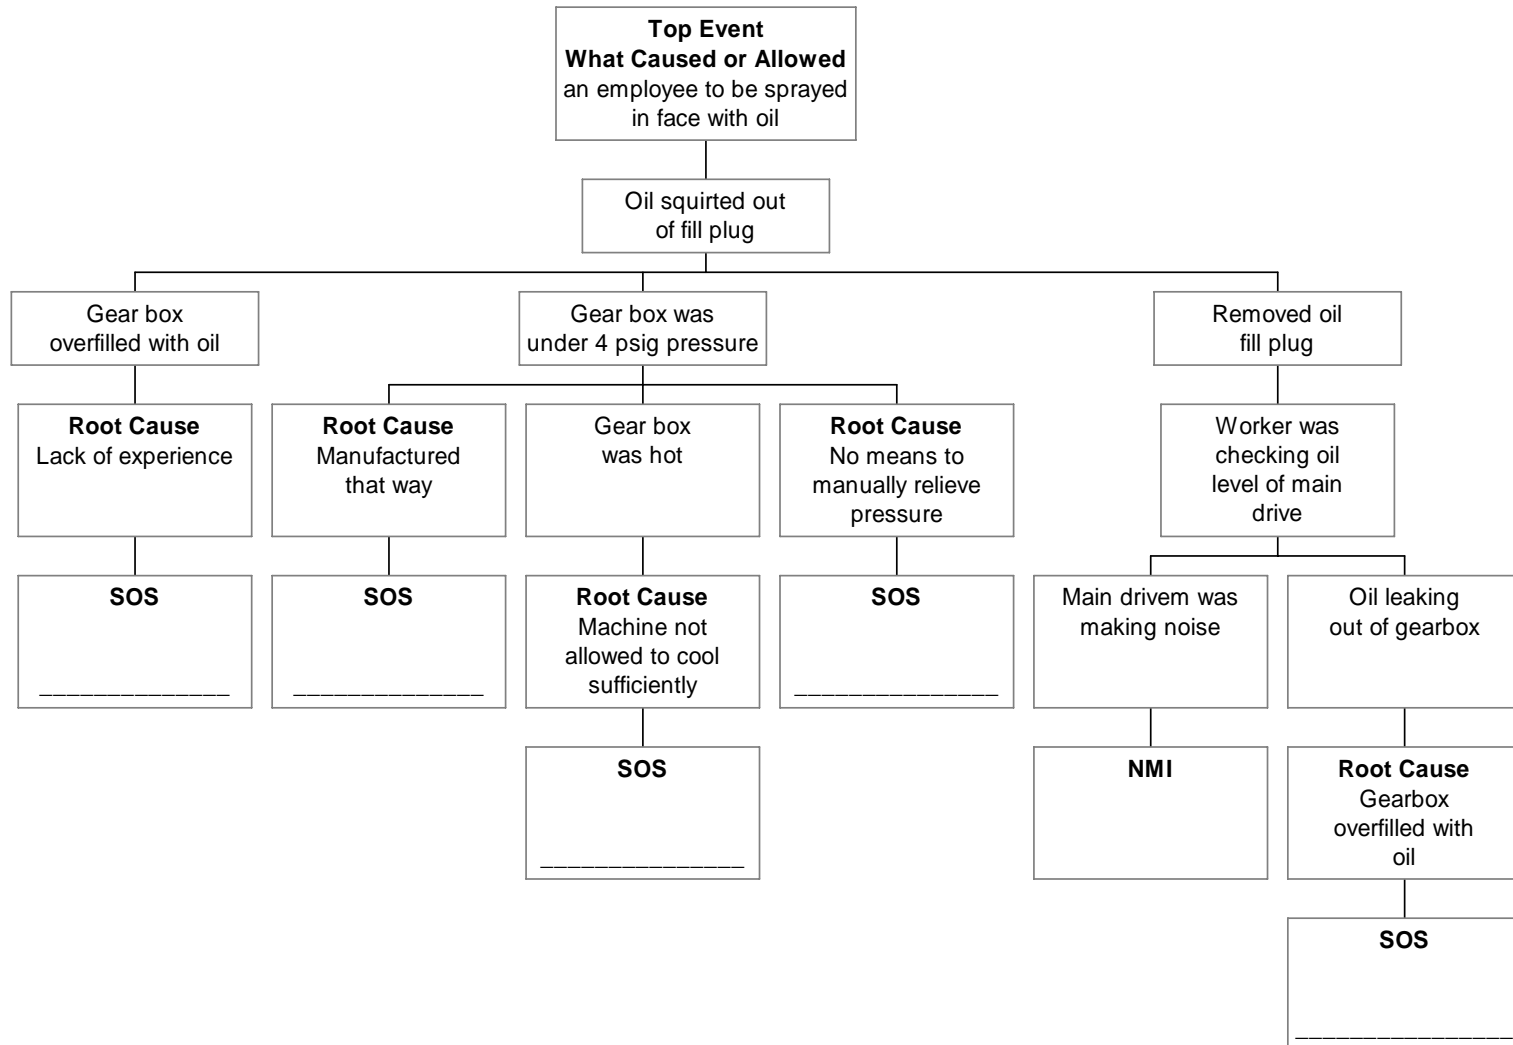 Top Event
What Caused or Allowed
an employee to be sprayed
in face with oil
Oil squirted out
of fill plug
Gear box
overfilled with oil
Gear box was
under 4 psig pressure
Removed oil
fill plug
Root Cause
Lack of experience
Root Cause
Manufactured
that way
Gear box
was hot
Root Cause
No means to
manually relieve
pressure
Worker was
checking oil
level of main
drive
SOS
______________
SOS
______________
Root Cause
Machine not
allowed to cool
sufficiently
SOS
_______________
Main drivem was
making noise
Oil leaking
out of gearbox
SOS
_______________
NMI
Root Cause
Gearbox
overfilled with
oil
SOS
________________